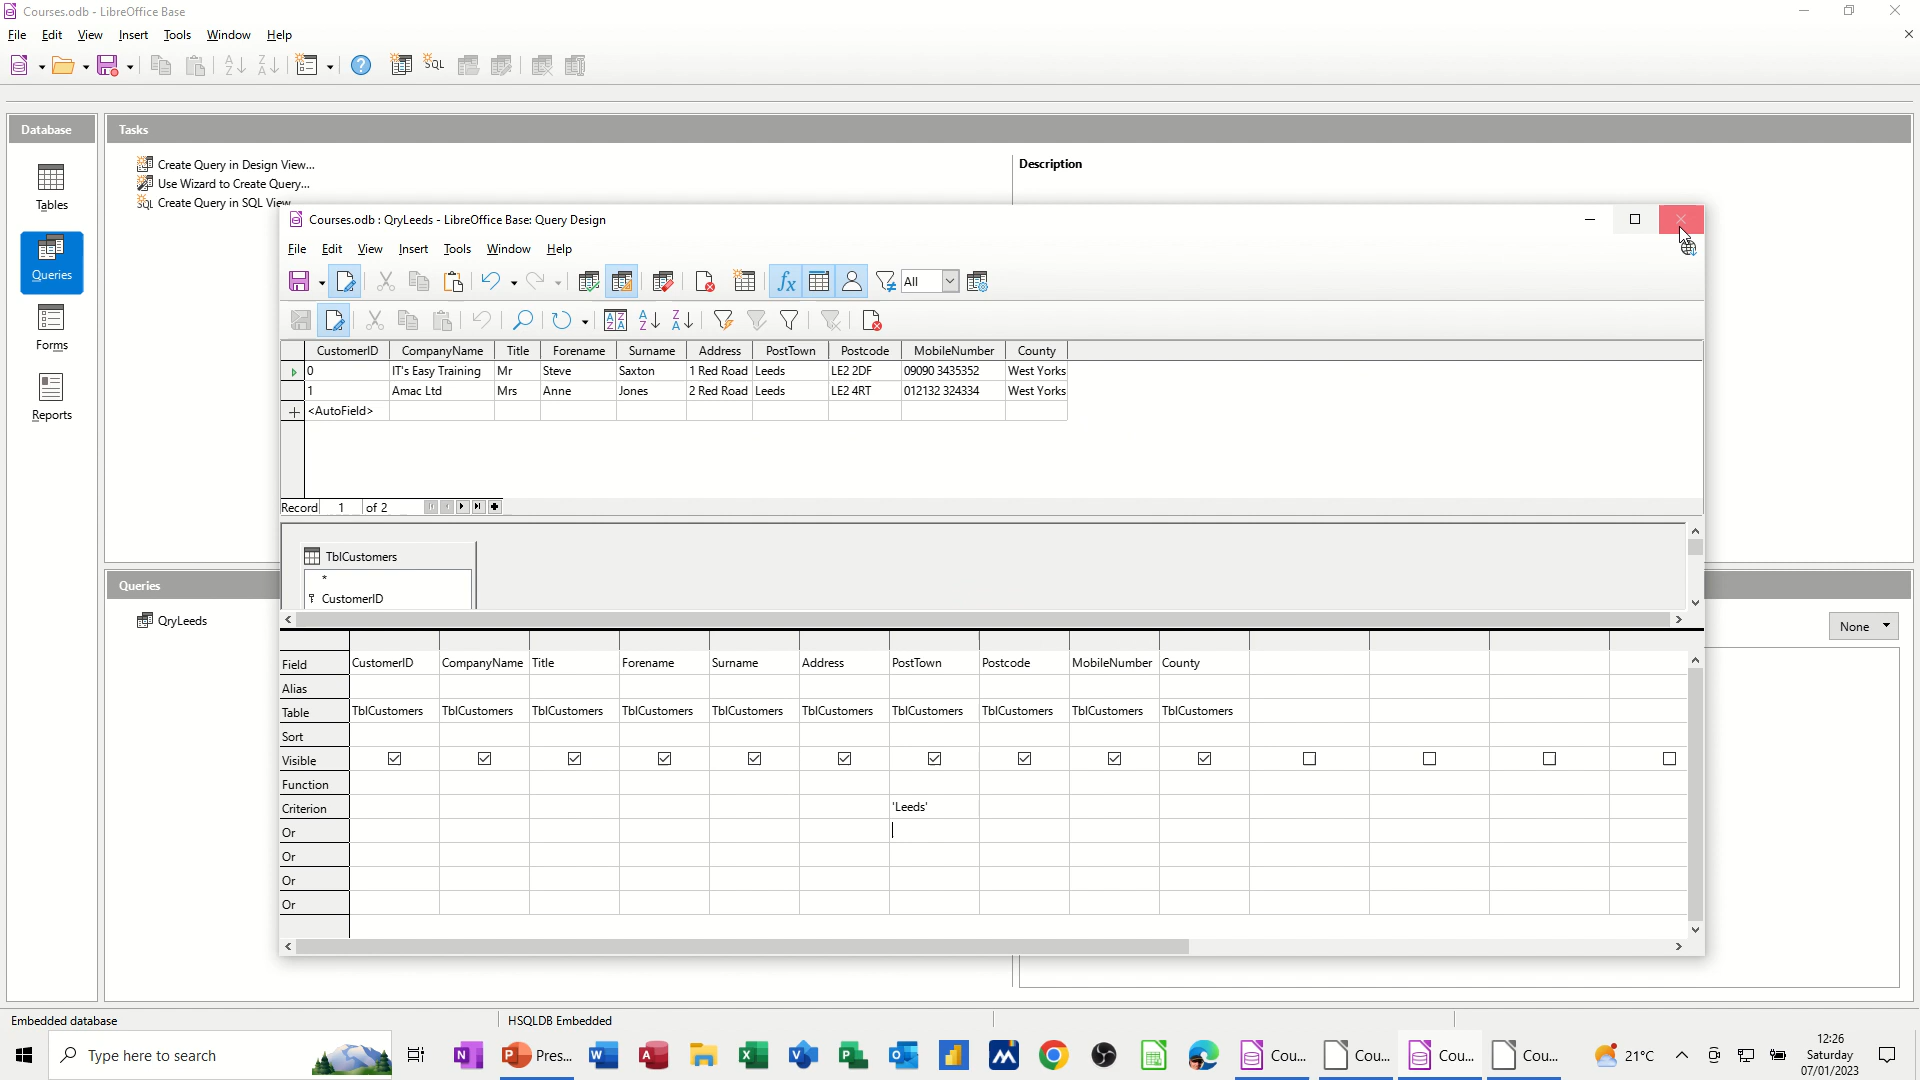 Courses.odb - LibreOffice Base
File Edit View Insert Tools Window Help
SQL
Database
Tasks
Tables
Queries
Forms
Reports
Create Query in Design View...
Use Wizard to Create Query...
Create Query in SQL View...
Description
Courses.odb : QryLeeds - LibreOffice Base: Query Design
File Edit View Insert Tools Window Help
All
CustomerID CompanyName Title Forename Surname Address PostTown Postcode MobileNumber County
0 IT's Easy Training Mr Steve Saxton 1 Red Road Leeds LE2 2DF 09090 3435352 West Yorks
1 Amac Ltd Mrs Anne Jones 2 Red Road Leeds LE2 4RT 012132 324334 West Yorks
<AutoField>
Record 1 of 2
TblCustomers
*
CustomerID
Queries
QryLeeds
None
Field CustomerID CompanyName Title Forename Surname Address PostTown Postcode MobileNumber County
Alias
Table TblCustomers TblCustomers TblCustomers TblCustomers TblCustomers TblCustomers TblCustomers TblCustomers TblCustomers TblCustomers
Sort
Visible
Function
Criterion 'Leeds'
Or
Or
Or
Or
Embedded database
HSQLDB Embedded
Type here to search
Pres...
Cou...
Cou...
Cou...
Cou...
21°C
12:26
Saturday
07/01/2023